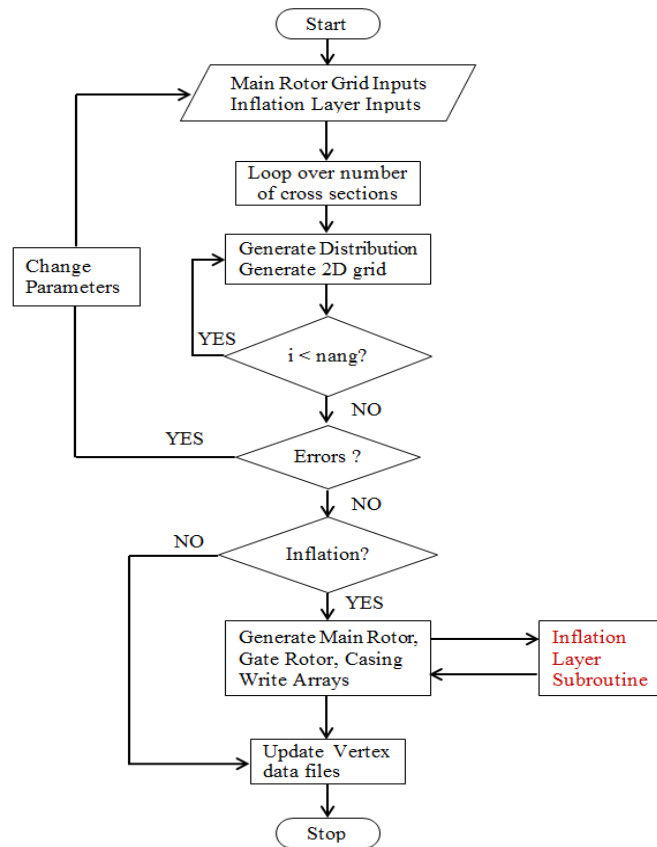 Start
Main Rotor Grid Inputs
Inflation Layer Inputs
Loop over number
of cross sections
Generate Distribution
Generate 2D grid
Change
Parameters
YES
i < nang?
NO
YES
Errors ?
NO
NO
Inflation?
YES
Generate Main Rotor,
Gate Rotor, Casing
Write Arrays
Inflation
Layer
Subroutine
Update Vertex
data files
Stop